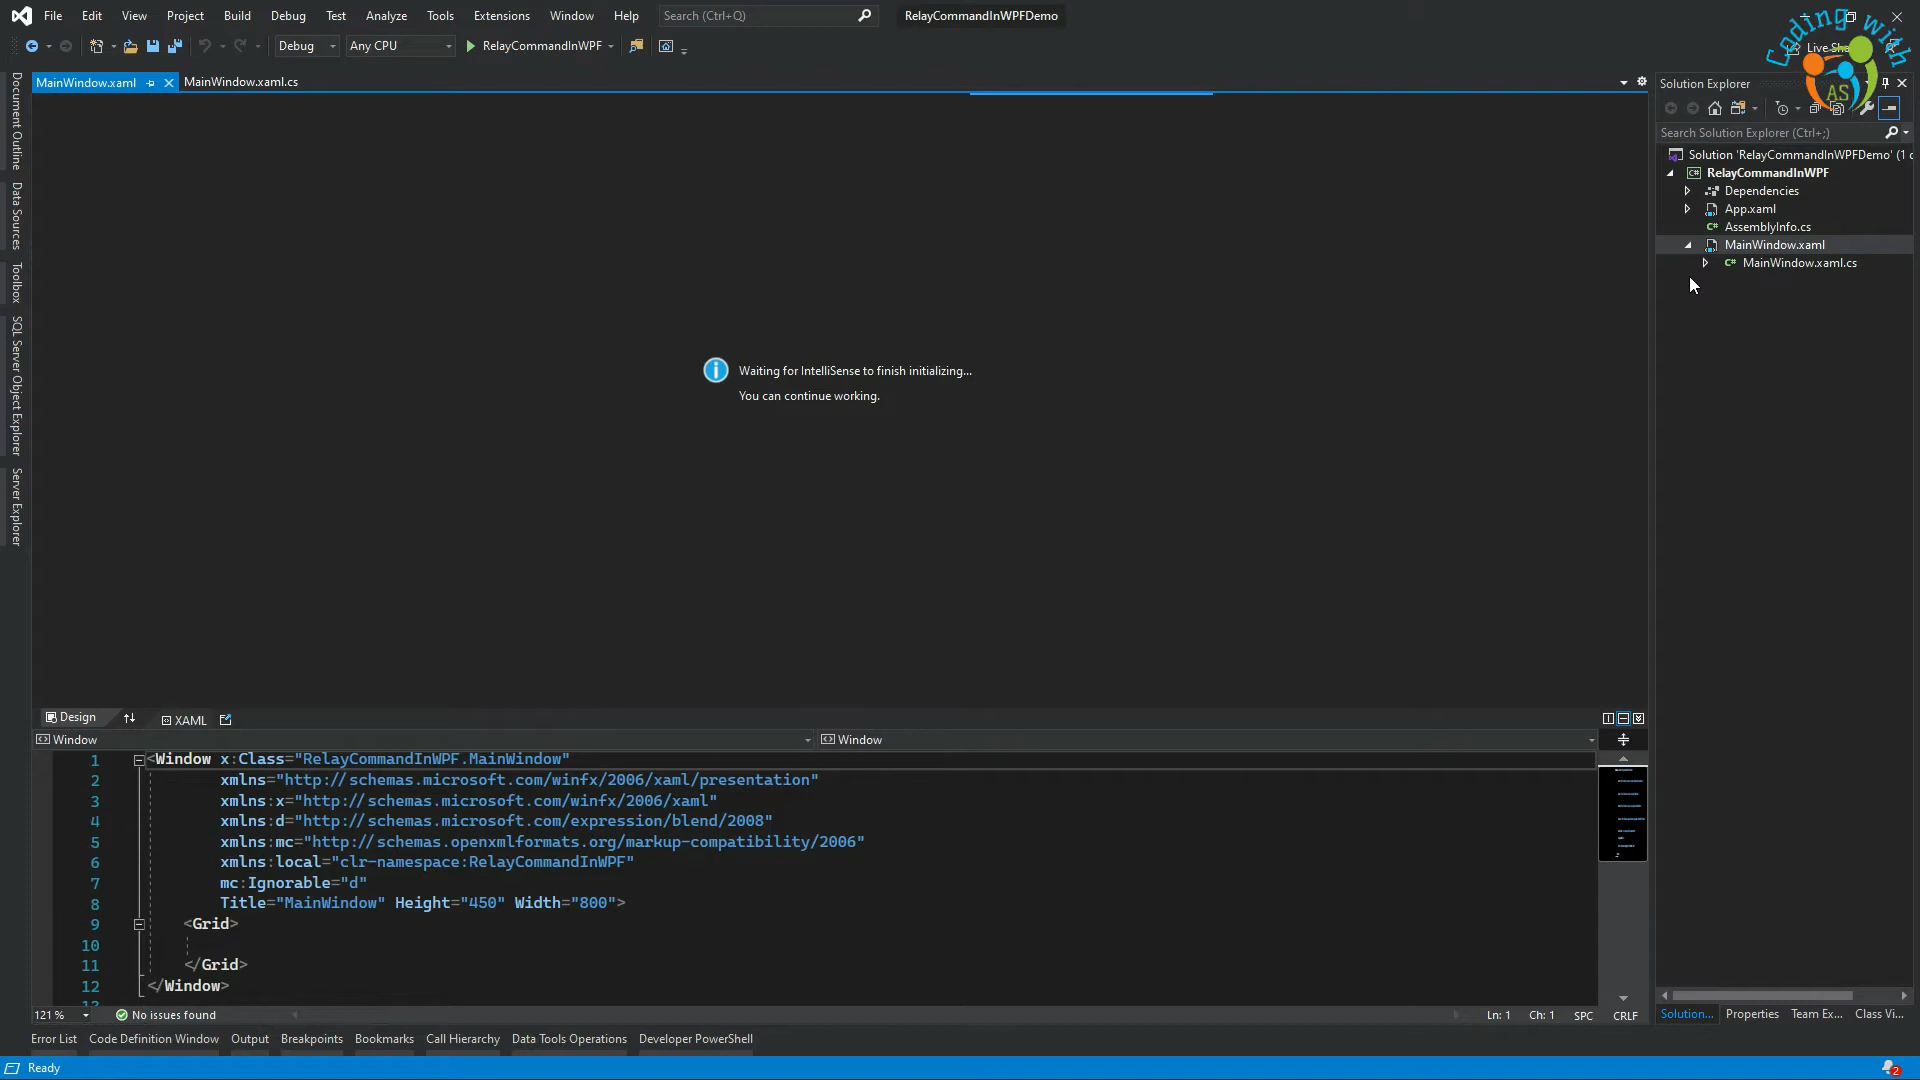 File Edit View Project Build Debug Test Analyze Tools Extensions Window Help Search (Ctrl+Q) RelayCommandInWPFDemo
Coding with
AS
Debug Any CPU RelayCommandInWPF Live
MainWindow.xaml MainWindow.xaml.cs
Document Outline
Data Sources
Toolbox
SQL Server Object Explorer
Server Explorer
Waiting for IntelliSense to finish initializing...
You can continue working.
Design XAML
Window Window
1 <Window x:Class="RelayCommandInWPF.MainWindow"
2 xmlns="http://schemas.microsoft.com/winfx/2006/xaml/presentation"
3 xmlns:x="http://schemas.microsoft.com/winfx/2006/xaml"
4 xmlns:d="http://schemas.microsoft.com/expression/blend/2008"
5 xmlns:mc="http://schemas.openxmlformats.org/markup-compatibility/2006"
6 xmlns:local="clr-namespace:RelayCommandInWPF"
7 mc:Ignorable="d"
8 Title="MainWindow" Height="450" Width="800">
9 <Grid>
10
11 </Grid>
12 </Window>
121 % No issues found Ln: 1 Ch: 1 SPC CRLF
Solution Explorer
Search Solution Explorer (Ctrl+;)
Solution 'RelayCommandInWPFDemo' (1
RelayCommandInWPF
Dependencies
App.xaml
AssemblyInfo.cs
MainWindow.xaml
MainWindow.xaml.cs
Solution... Properties Team Ex... Class Vi...
Error List Code Definition Window Output Breakpoints Bookmarks Call Hierarchy Data Tools Operations Developer PowerShell
Ready 2